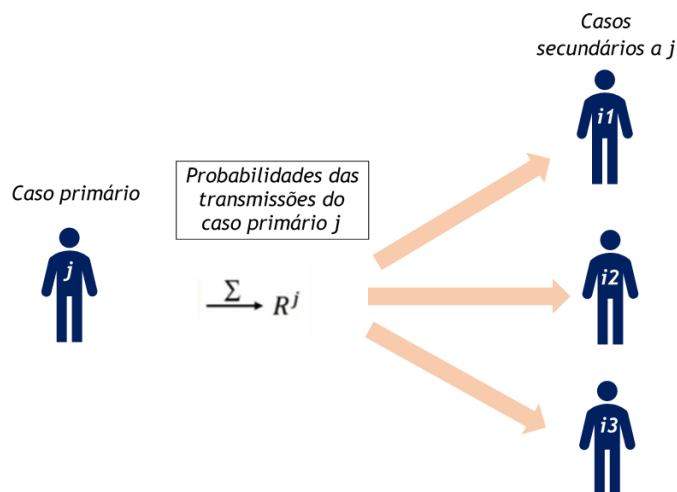 Casos
secundários a j
i1
Probabilidades das
transmissões do
caso primário j
Caso primário
j
i2
Σ → R^j
i3